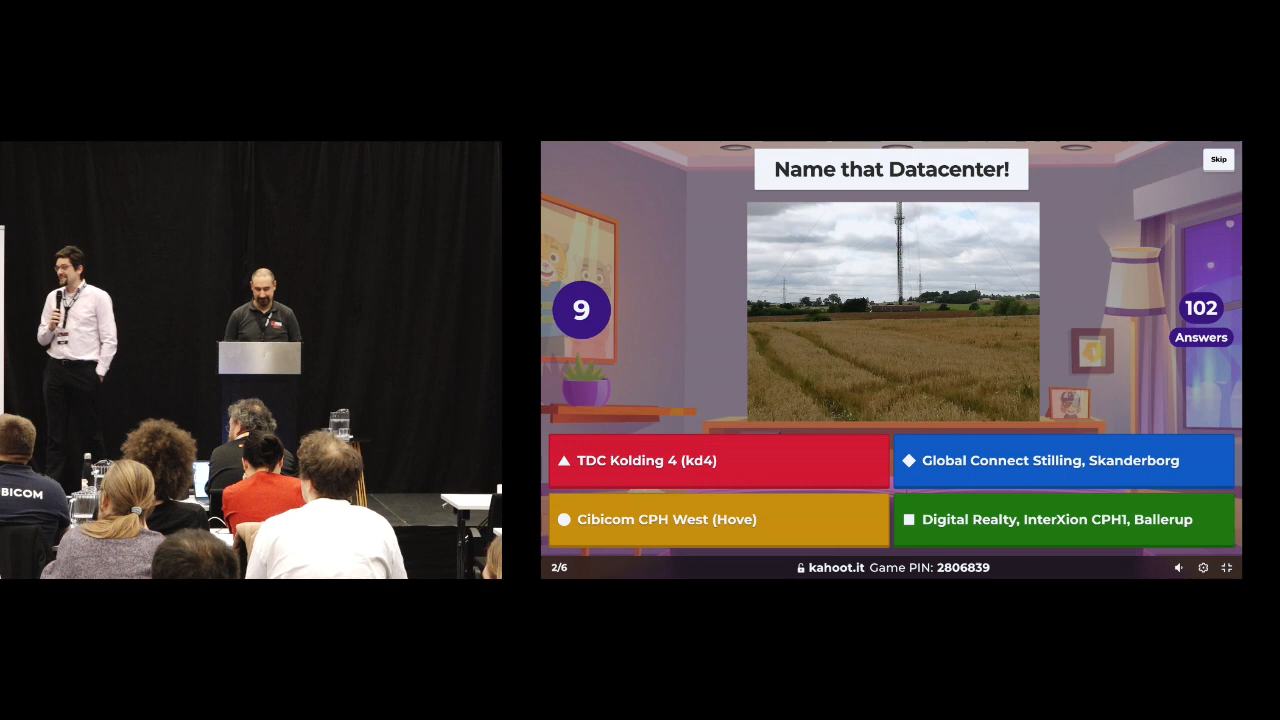 BICOM
Name that Datacenter!
Skip
9
102
Answers
TDC Kolding 4 (kd4)
Global Connect Stilling, Skanderborg
Cibicom CPH West (Hove)
Digital Realty, InterXion CPH1, Ballerup
2/6
kahoot.it Game PIN: 2806839